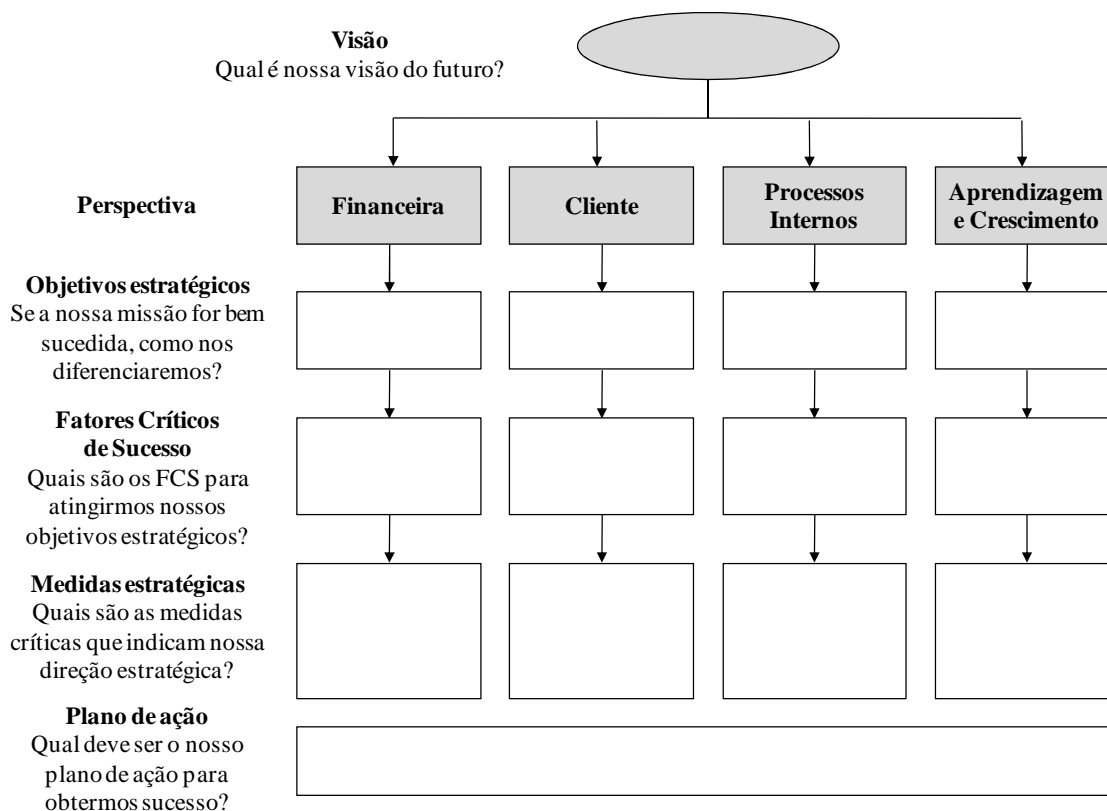 Visão
Qual é nossa visão do futuro?
Perspectiva
Financeira
Cliente
Processos
Internos
Aprendizagem
e Crescimento
Objetivos estratégicos
Se a nossa missão for bem
sucedida, como nos
diferenciaremos?
Fatores Críticos
de Sucesso
Quais são os FCS para
atingirmos nossos
objetivos estratégicos?
Medidas estratégicas
Quais são as medidas
críticas que indicam nossa
direção estratégica?
Plano de ação
Qual deve ser o nosso
plano de ação para
obtermos sucesso?